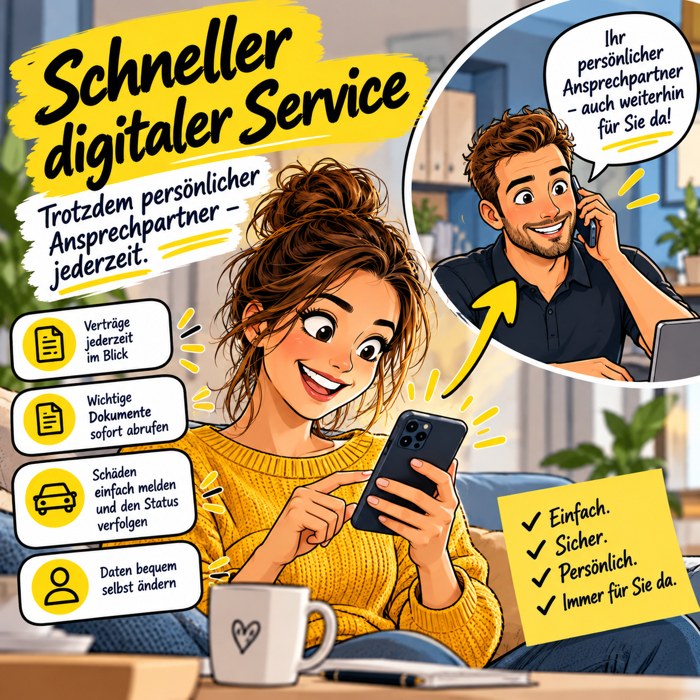 Schneller
digitaler Service
Trotzdem persönlicher
Ansprechpartner –
jederzeit.
Ihr
persönlicher
Ansprechpartner
– auch weiterhin
für Sie da!
Verträge
jederzeit
im Blick
Wichtige
Dokumente
sofort abrufen
Schäden
einfach melden
und den Status
verfolgen
Daten bequem
selbst ändern
Einfach.
Sicher.
Persönlich.
Immer für Sie da.